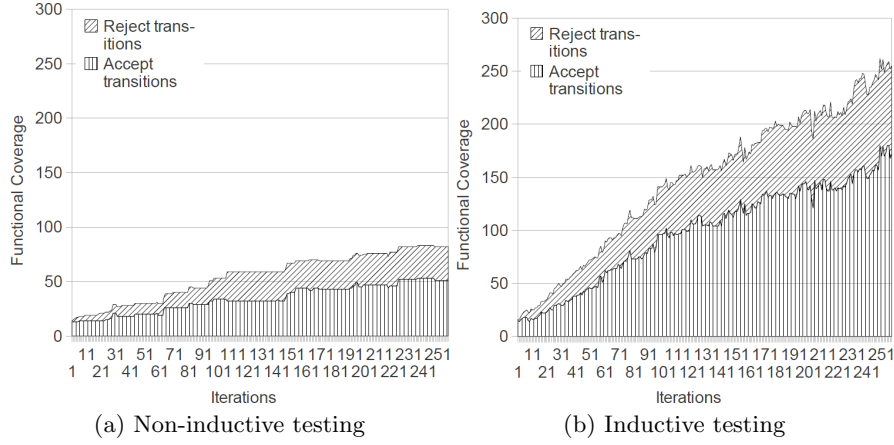 300
250
200
150
100
50
0
Functional Coverage
Reject trans-
itions
Accept
transitions
11 31 51 71 91 111 131 151 171 191 211 231 251
1 21 41 61 81 101 121 141 161 181 201 221 241
Iterations
(a) Non-inductive testing
300
250
200
150
100
50
0
Functional Coverage
Reject trans-
itions
Accept
transitions
11 31 51 71 91 111 131 151 171 191 211 231 251
1 21 41 61 81 101 121 141 161 181 201 221 241
Iterations
(b) Inductive testing